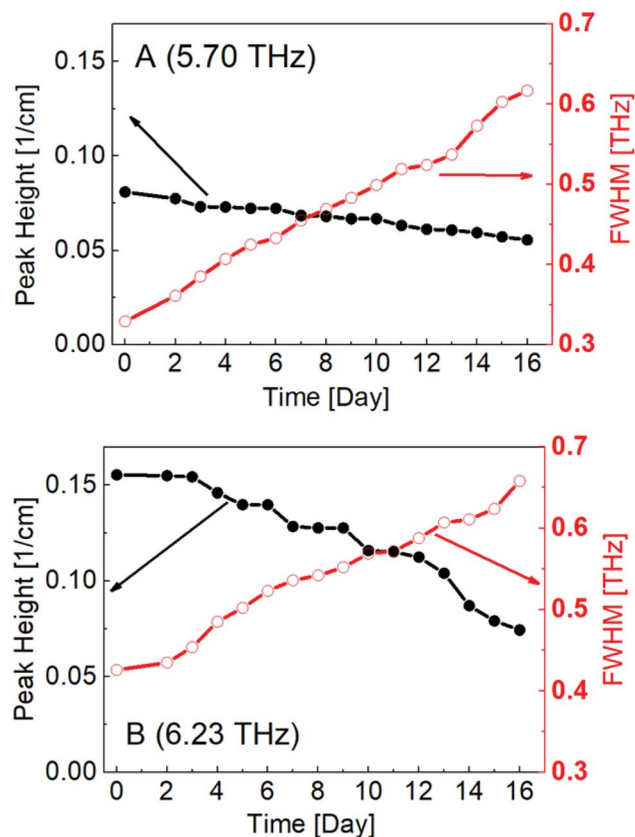 A (5.70 THz)
Peak Height [1/cm]
0.15
0.10
0.05
0.00
0.7
0.6
0.5
0.4
0.3
FWHM [THz]
0 2 4 6 8 10 12 14 16
Time [Day]
Peak Height [1/cm]
0.15
0.10
0.05
0.00
0.7
0.6
0.5
0.4
0.3
FWHM [THz]
B (6.23 THz)
0 2 4 6 8 10 12 14 16
Time [Day]